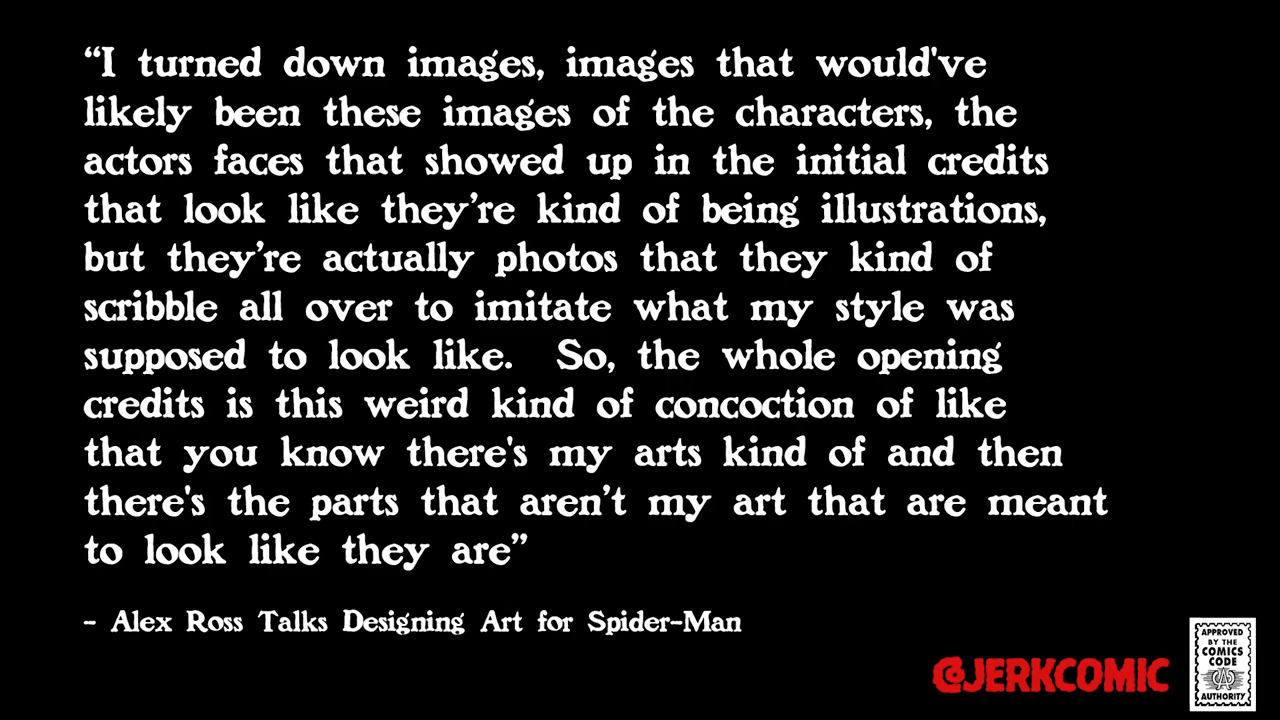 “I turned down images, images that would've
likely been these images of the characters, the
actors faces that showed up in the initial credits
that look like they’re kind of being illustrations,
but they’re actually photos that they kind of
scribble all over to imitate what my style was
supposed to look like.  So, the whole opening
credits is this weird kind of concoction of like
that you know there's my arts kind of and then
there's the parts that aren’t my art that are meant
to look like they are”
- Alex Ross Talks Designing Art for Spider-Man
@JERKCOMIC
APPROVED
BY THE
COMICS
CODE
CAS
AUTHORITY